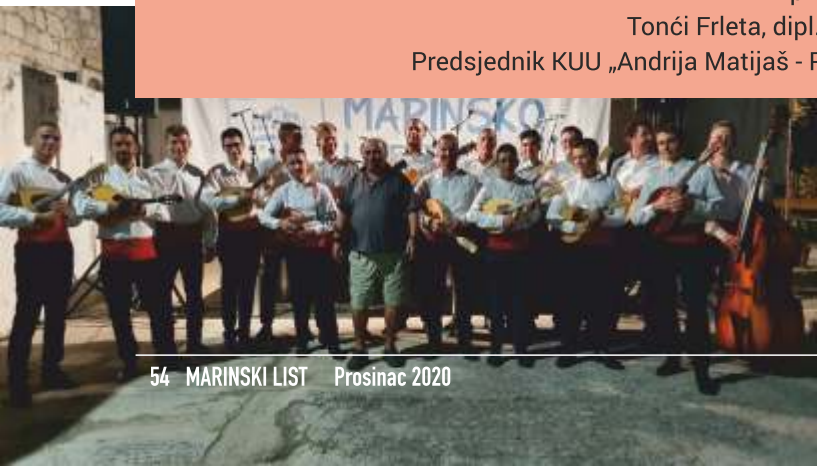 Tonći Frleta, dipl.
Predsjednik KUU „Andrija Matijaš -
MARINSKO
54 MARINSKI LIST Prosinac 2020